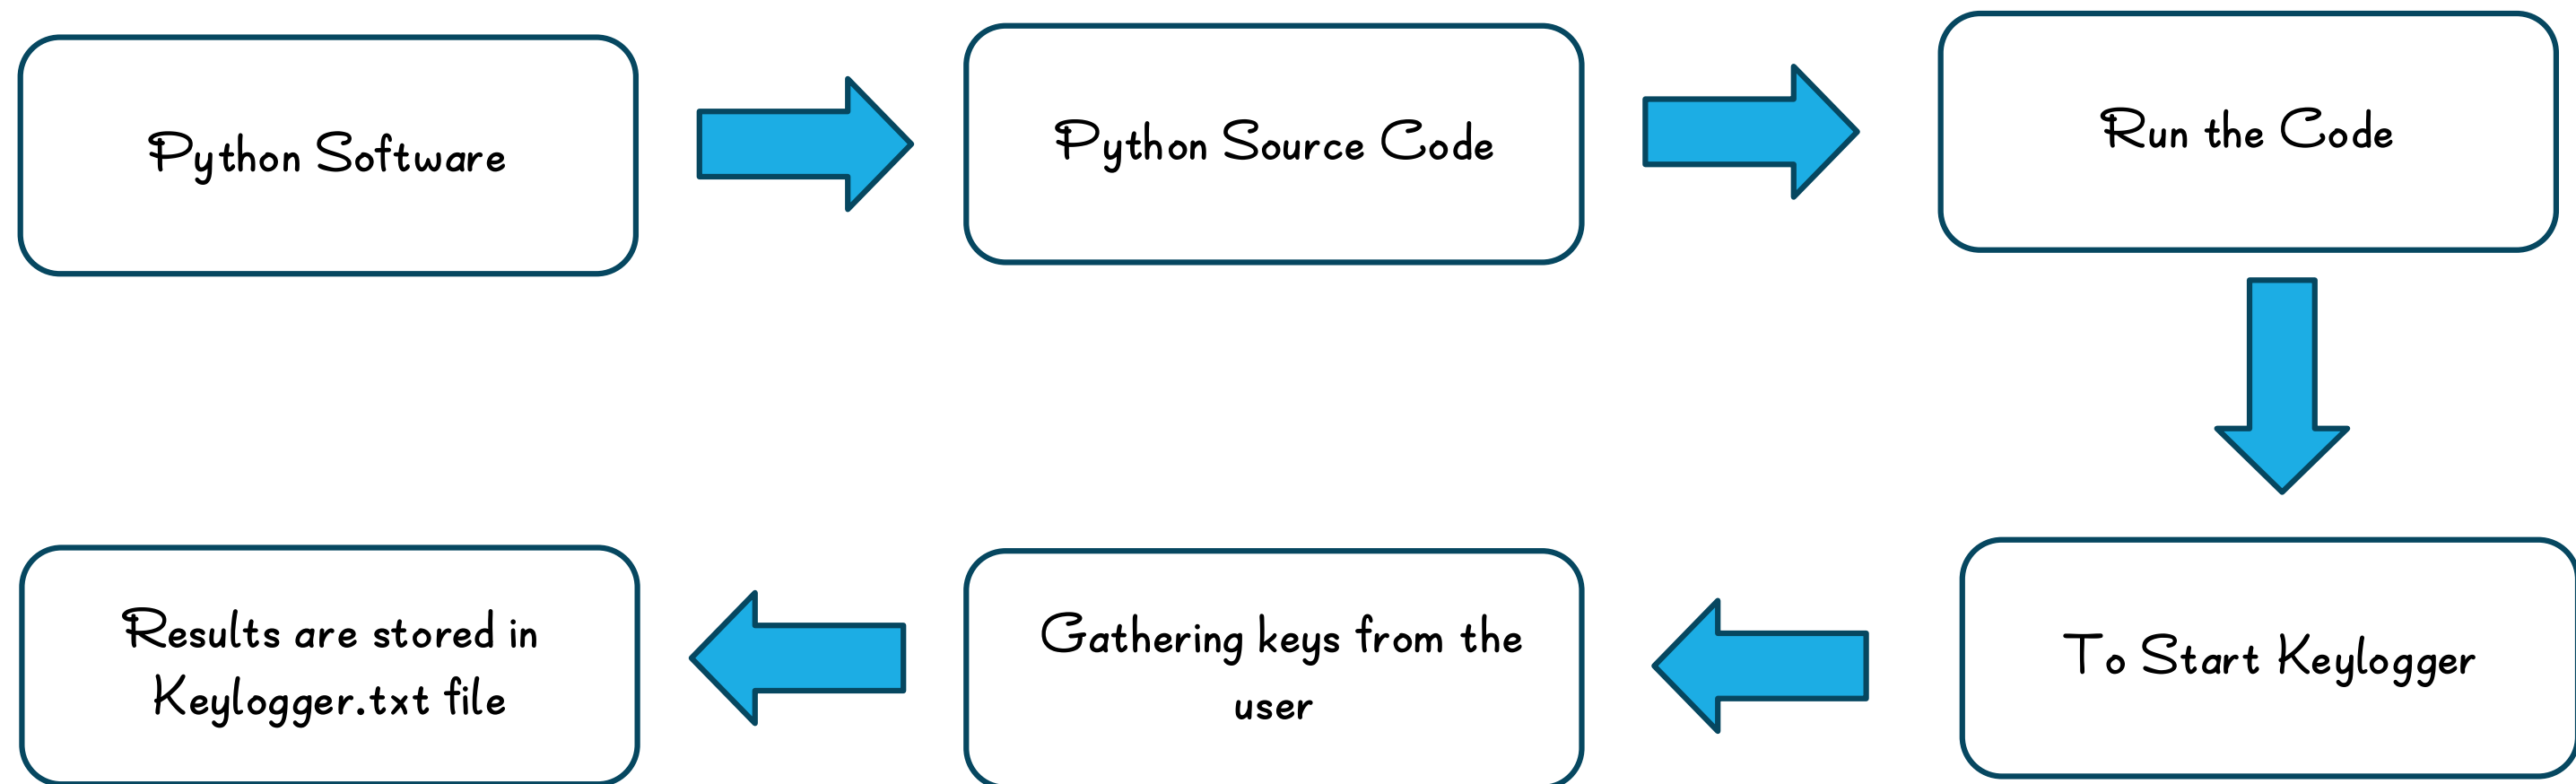 Python Software
Python Source Code
Run the Code
To Start Keylogger
Gathering keys from the
user
Results are stored in
Keylogger.txt file